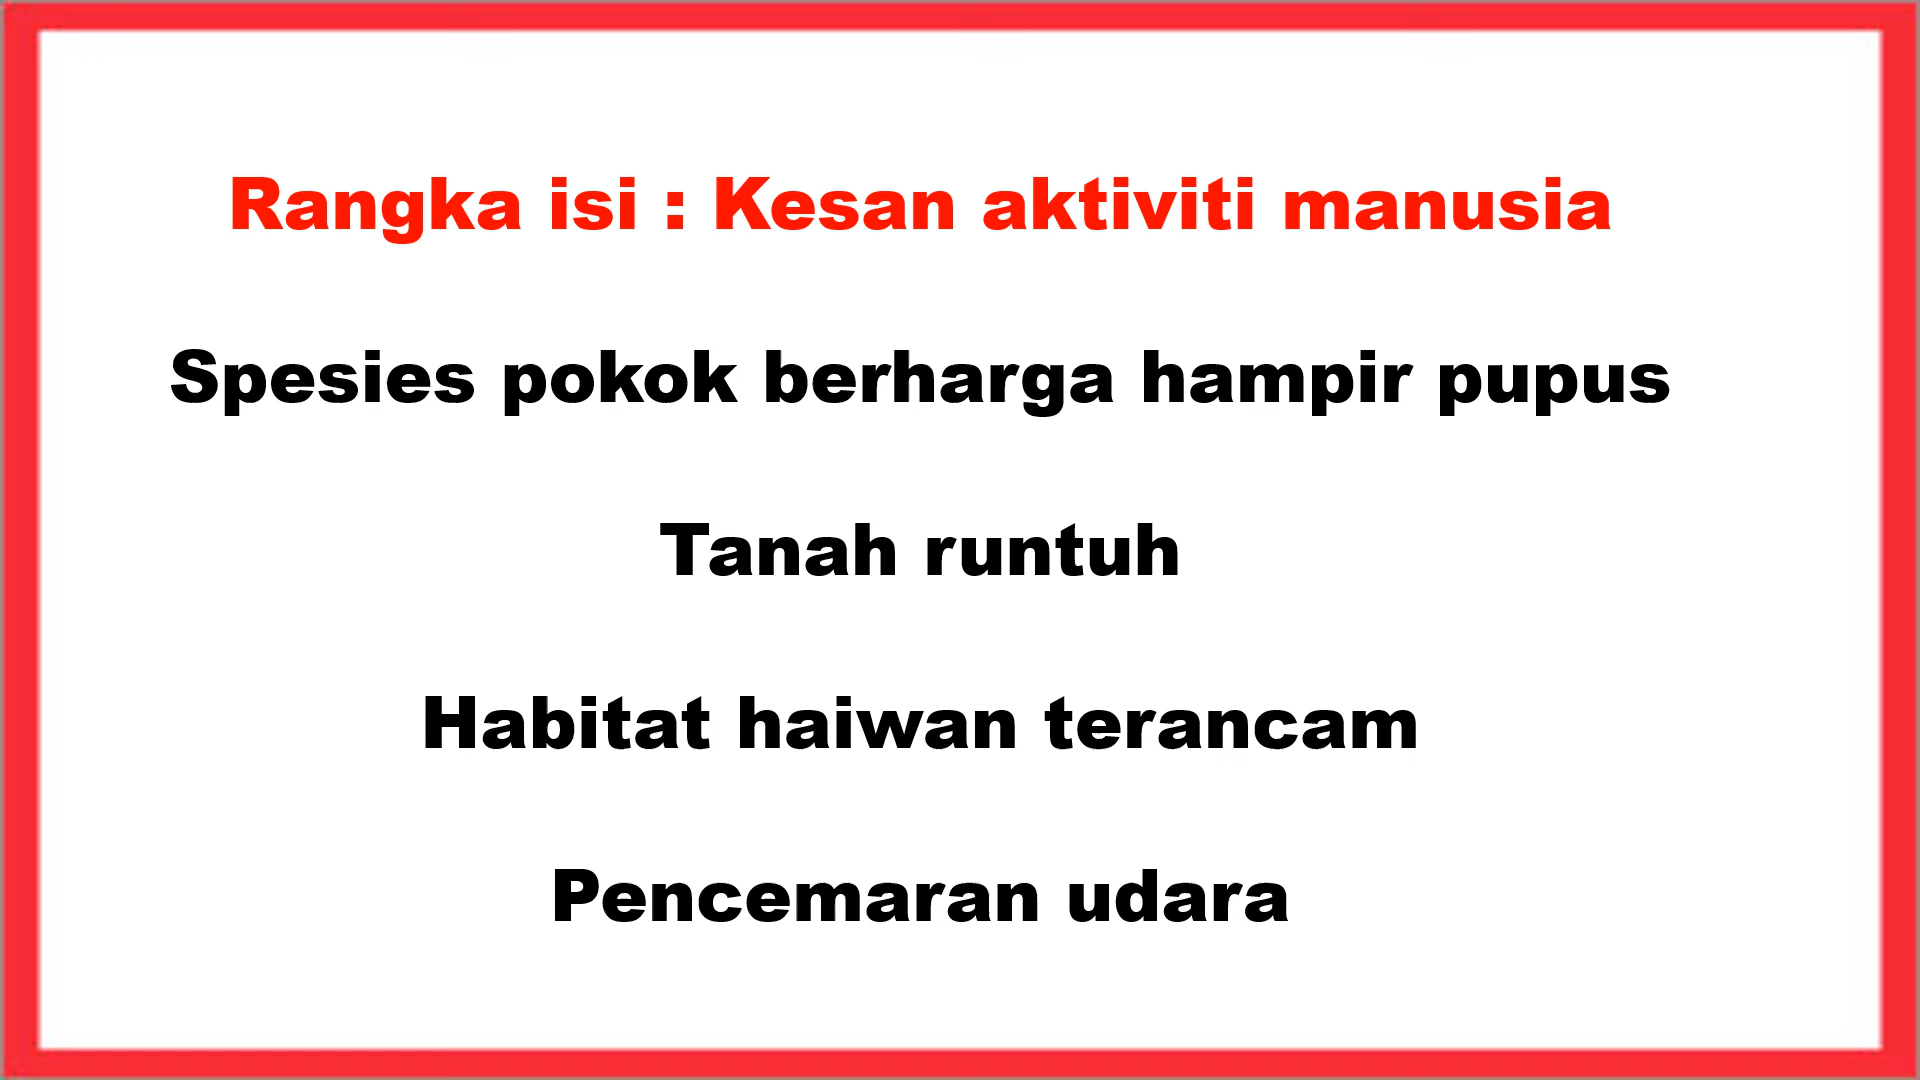 Rangka isi : Kesan aktiviti manusia
Spesies pokok berharga hampir pupus
Tanah runtuh
Habitat haiwan terancam
Pencemaran udara